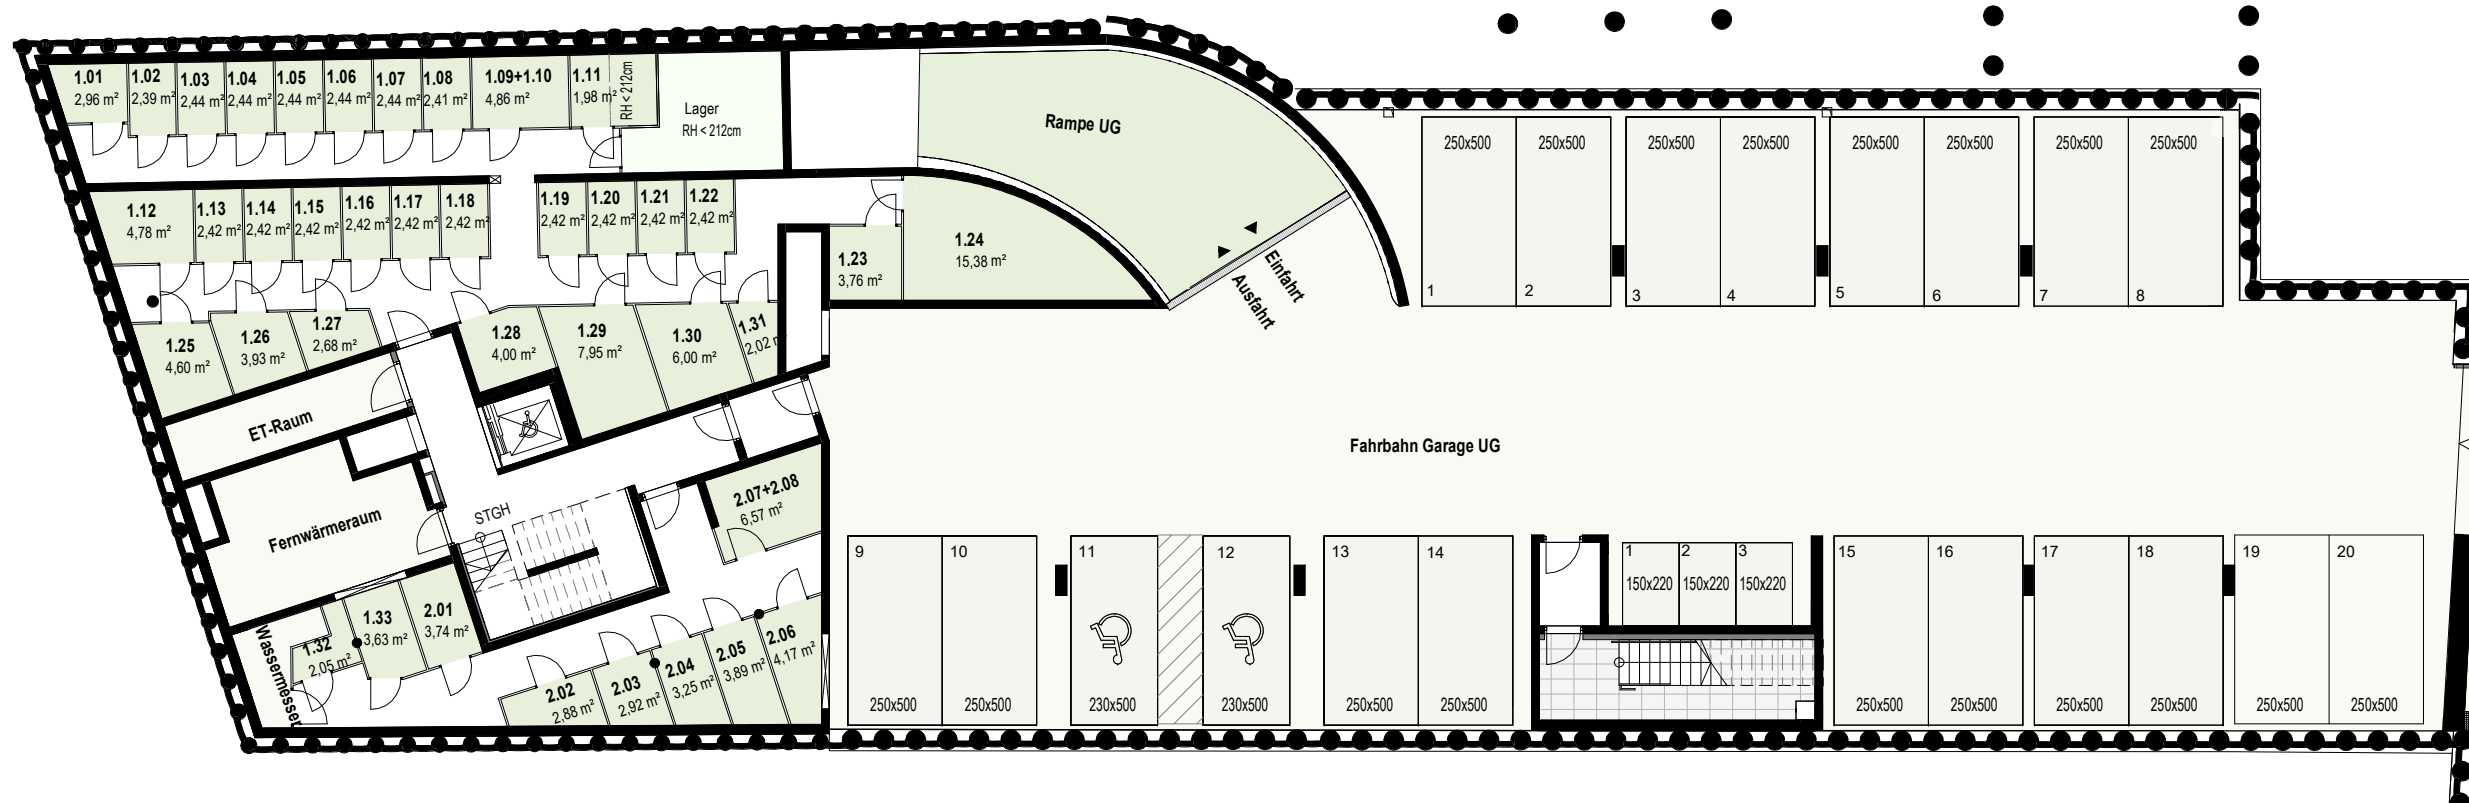 1.01
2,96 m²
1.02
2,39 m²
1.03
2,44 m²
1.04
2,44 m²
1.05
2,44 m²
1.06
2,44 m²
1.07
2,44 m²
1.08
2,41 m²
1.09+1.10
4,86 m²
1.11
1,98 m²
RH < 212cm
Lager
RH < 212cm
Rampe UG
Einfahrt
Ausfahrt
1.12
4,78 m²
1.13
2,42 m²
1.14
2,42 m²
1.15
2,42 m²
1.16
2,42 m²
1.17
2,42 m²
1.18
2,42 m²
1.19
2,42 m²
1.20
2,42 m²
1.21
2,42 m²
1.22
2,42 m²
1.23
3,76 m²
1.24
15,38 m²
1.25
4,60 m²
1.26
3,93 m²
1.27
2,68 m²
1.28
4,00 m²
1.29
7,95 m²
1.30
6,00 m²
1.31
2,02
ET-Raum
Fernwärmeraum
STGH
2.07+2.08
6,57 m²
Wassermesser
1.32
2,05 m²
1.33
3,63 m²
2.01
3,74 m²
2.02
2,88 m²
2.03
2,92 m²
2.04
3,25 m²
2.05
3,89 m²
2.06
4,17 m²
250x500
1
250x500
2
250x500
3
250x500
4
250x500
5
250x500
6
250x500
7
250x500
8
Fahrbahn Garage UG
9
250x500
10
250x500
11
230x500
12
230x500
13
250x500
14
250x500
1
150x220
2
150x220
3
150x220
15
250x500
16
250x500
17
250x500
18
250x500
19
250x500
20
250x500